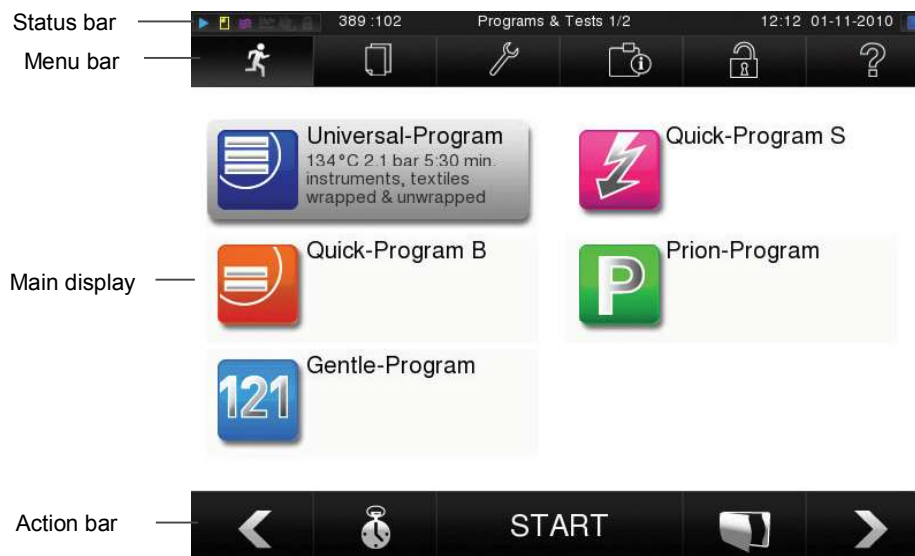 Status bar
389 :102 Programs & Tests 1/2 12:12 01-11-2010
Menu bar
Universal-Program
134°C 2.1 bar 5:30 min.
instruments, textiles
wrapped & unwrapped
Quick-Program S
Main display
Quick-Program B
P
Prion-Program
121
Gentle-Program
Action bar
START